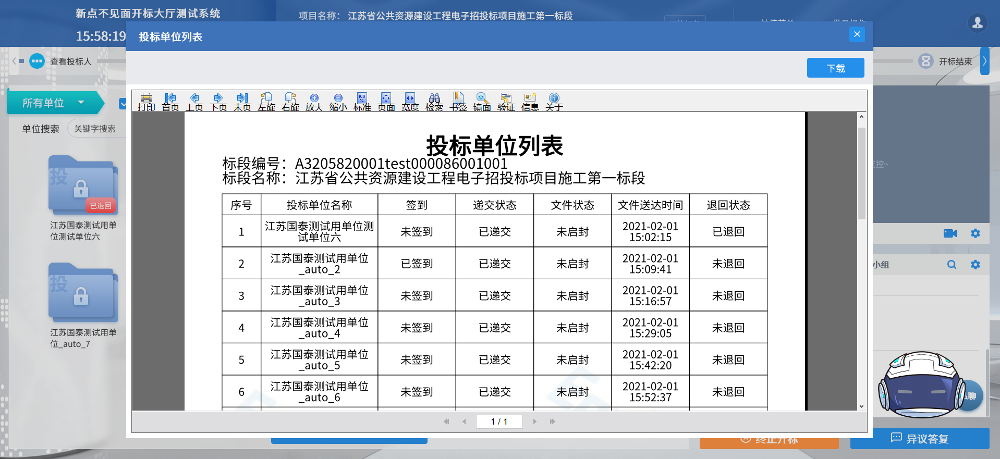 新点不见面开标大厅测试系统
项目名称： 江苏省公共资源建设工程电子招投标项目施工第一标段
15:58:19
投标单位列表
查看投标人
开标结束
下载
所有单位
单位搜索 关键字搜索
打印 首页 上页 下页 末页 左旋 右旋 放大 缩小 标准 页面 宽度 检索 书签 镜面 验证 信息 关于
投标单位列表
标段编号：A3205820001test000086001001
标段名称：江苏省公共资源建设工程电子招投标项目施工第一标段
序号 投标单位名称 签到 递交状态 文件状态 文件送达时间 退回状态
1 江苏国泰测试用单位测试单位六 未签到 已递交 未启封 2021-02-01 15:02:15 已退回
2 江苏国泰测试用单位_auto_2 已签到 已递交 未启封 2021-02-01 15:09:41 未退回
3 江苏国泰测试用单位_auto_3 未签到 已递交 未启封 2021-02-01 15:16:57 未退回
4 江苏国泰测试用单位_auto_4 未签到 已递交 未启封 2021-02-01 15:29:05 未退回
5 江苏国泰测试用单位_auto_5 未签到 已递交 未启封 2021-02-01 15:42:20 未退回
6 江苏国泰测试用单位_auto_6 未签到 已递交 未启封 2021-02-01 15:52:37 未退回
1 / 1
投
已退回
江苏国泰测试用单
位测试单位六
投
江苏国泰测试用单
位_auto_7
控~
小组
聊
终止开标
异议答复